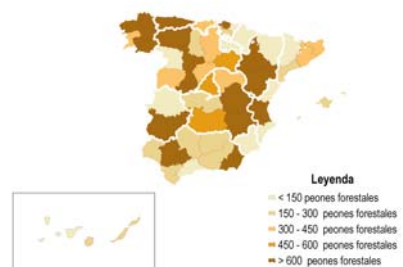 Leyenda
< 150 peones forestales
150 - 300 peones forestales
300 - 450 peones forestales
450 - 600 peones forestales
> 600 peones forestales